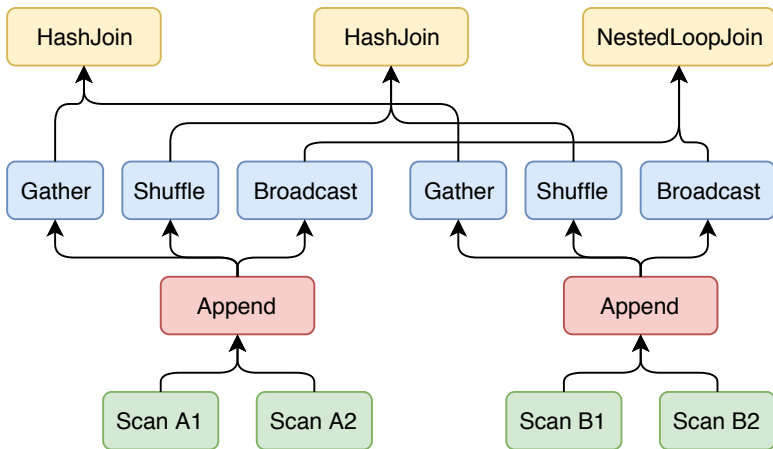 HashJoin
HashJoin
NestedLoopJoin
Gather
Shuffle
Broadcast
Gather
Shuffle
Broadcast
Append
Append
Scan A1
Scan A2
Scan B1
Scan B2